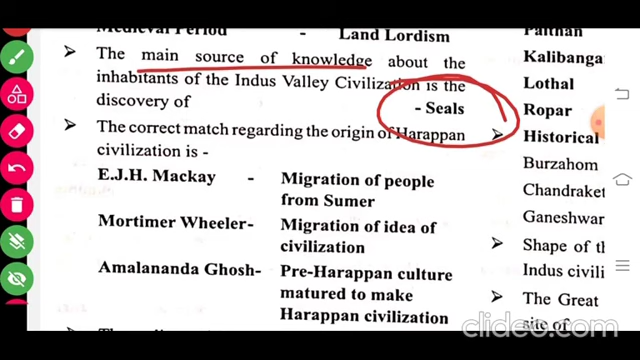 Medieval Period - Land Lordism
The main source of knowledge about the
inhabitants of the Indus Valley Civilization is the
discovery of - Seals
The correct match regarding the origin of Harappan
civilization is -
E.J.H. Mackay - Migration of people
from Sumer
Mortimer Wheeler- Migration of idea of
civilization
Amalananda Ghosh- Pre-Harappan culture
matured to make
Harappan civilization
Paithan
Kalibanga
Lothal
Ropar
Historical
Burzahom
Chandraket
Ganeshwar
Shape of th
Indus civili
The Great
site of
clideo.com